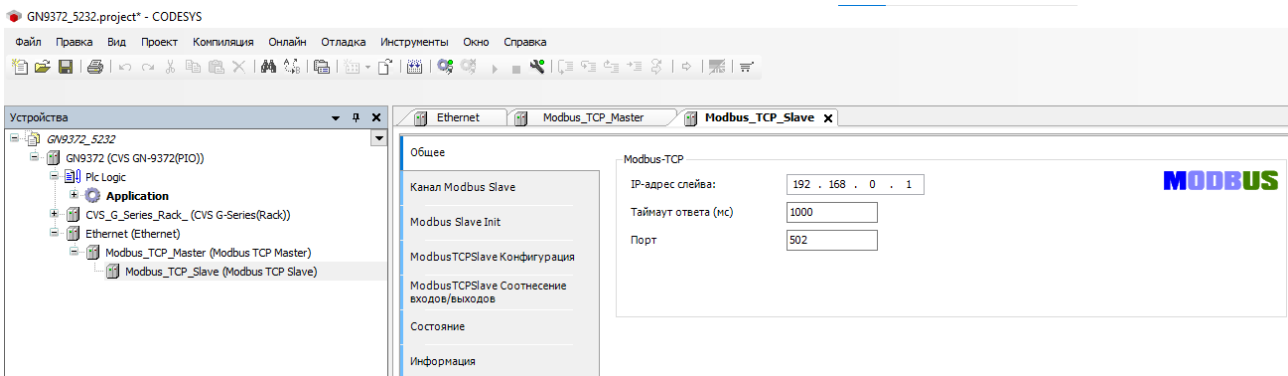 GN9372_5232.project* - CODESYS
Файл Правка Вид Проект Компиляция Онлайн Отладка Инструменты Окно Справка
Устройства
GN9372_5232
GN9372 (CVS GN-9372(PIO))
Plc Logic
Application
CVS_G_Series_Rack_ (CVS G-Series(Rack))
Ethernet (Ethernet)
Modbus_TCP_Master (Modbus TCP Master)
Modbus_TCP_Slave (Modbus TCP Slave)
Ethernet Modbus_TCP_Master Modbus_TCP_Slave
Общее
Канал Modbus Slave
Modbus Slave Init
ModbusTCPSlave Конфигурация
ModbusTCPSlave Соотнесение
входов/выходов
Состояние
Информация
Modbus-TCP
IP-адрес слейва: 192 . 168 . 0 . 1
Таймаут ответа (мс) 1000
Порт 502
MODBUS